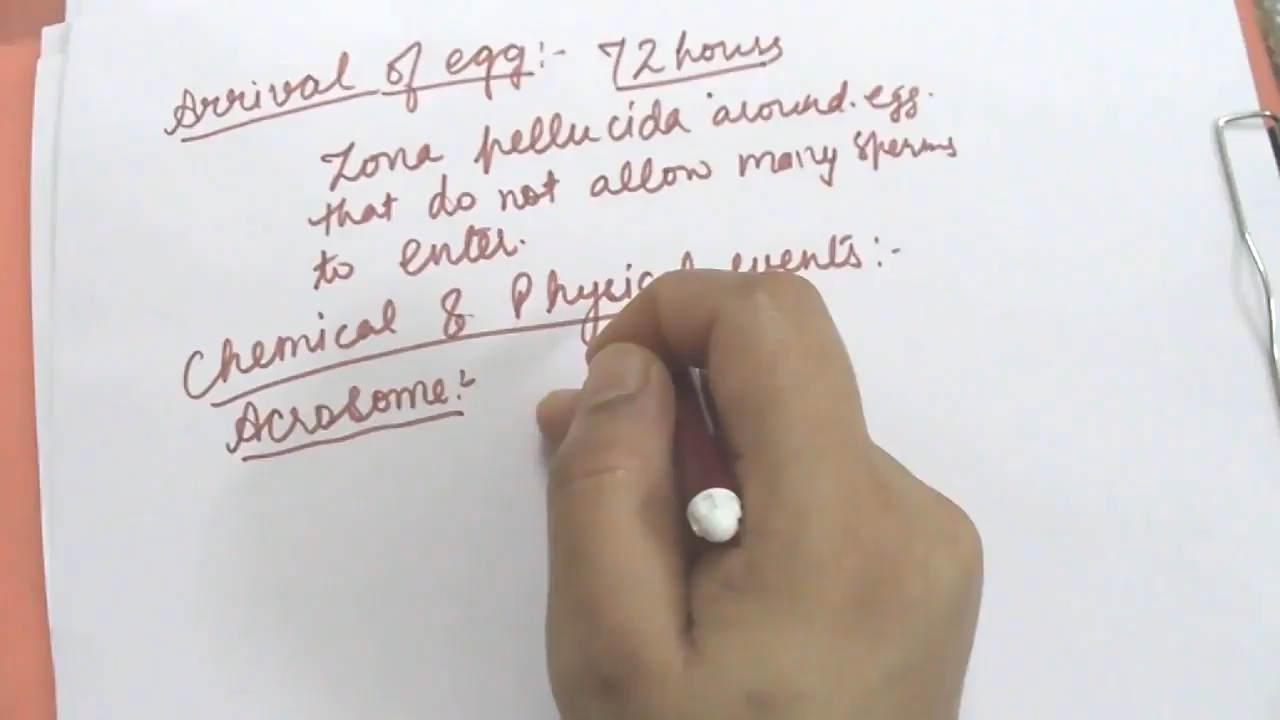 Arrival of egg:- 72 hours
Zona pellucida around egg.
that do not allow many sperms
to enter.
Chemical & Physical events:-
Acrosome:-